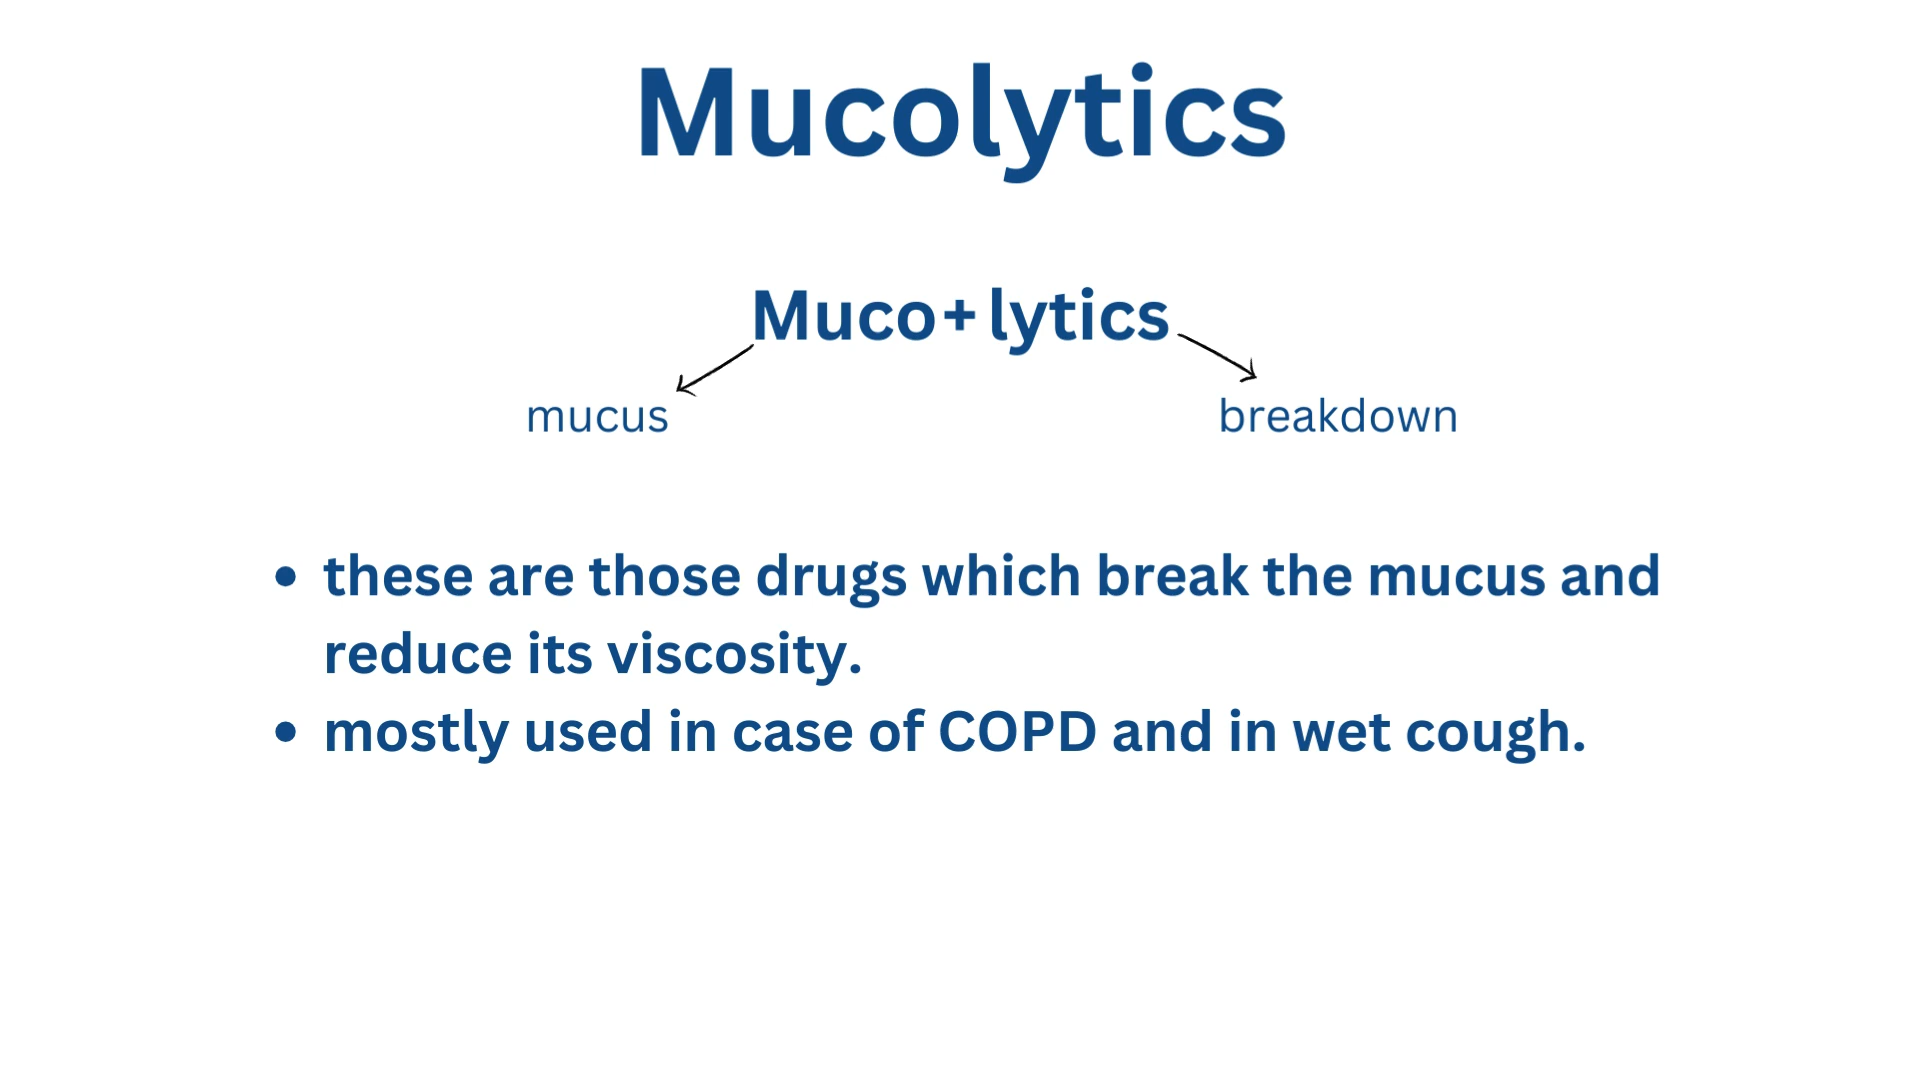 Mucolytics
Muco+lytics
mucus
breakdown
• these are those drugs which break the mucus and
reduce its viscosity.
• mostly used in case of COPD and in wet cough.